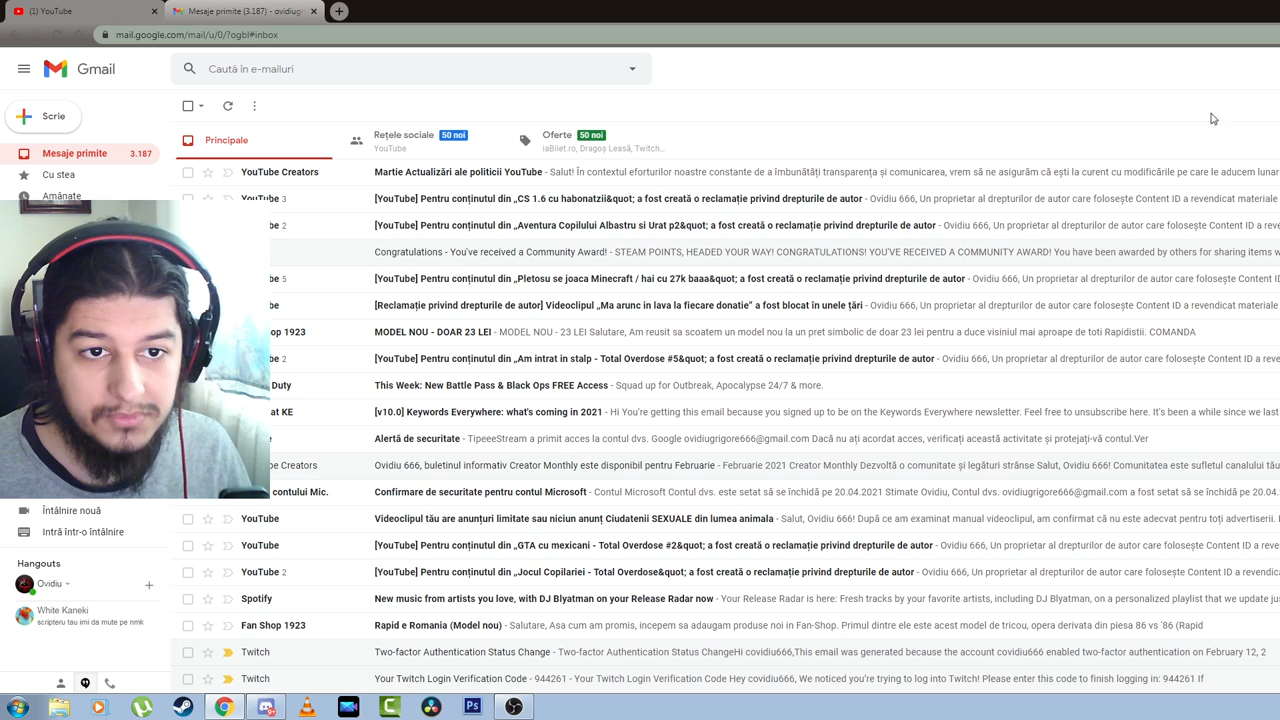 (1) YouTube
Mesaje primite (3.187) - ovidiugr
mail.google.com/mail/u/0/?ogbl#inbox
Gmail
Caută în e-mailuri
Scrie
Principale
Rețele sociale 50 noi
YouTube
Oferte 50 noi
iaBilet.ro, Dragoș Leasă, Twitch...
Mesaje primite 3.187
Cu stea
Amânate
YouTube Creators Martie Actualizări ale politicii YouTube - Salut! În contextul eforturilor noastre constante de a îmbunătăți transparența și comunicarea, vrem să ne asigurăm că ești la curent cu modificările pe care le aducem lunar
YouTube 3 [YouTube] Pentru conținutul din „CS 1.6 cu habonatzii&quot; a fost creată o reclamație privind drepturile de autor - Ovidiu 666, Un proprietar al drepturilor de autor care folosește Content ID a revendicat materiale
be 2 [YouTube] Pentru conținutul din „Aventura Copilului Albastru si Urat p2&quot; a fost creată o reclamație privind drepturile de autor - Ovidiu 666, Un proprietar al drepturilor de autor care folosește Content ID a reve
Congratulations - You've received a Community Award! - STEAM POINTS, HEADED YOUR WAY! CONGRATULATIONS! YOU'VE RECEIVED A COMMUNITY AWARD! You have been awarded by others for sharing items w
be 5 [YouTube] Pentru conținutul din „Pletosu se joaca Minecraft / hai cu 27k baaa&quot; a fost creată o reclamație privind drepturile de autor - Ovidiu 666, Un proprietar al drepturilor de autor care folosește Content ID
be [Reclamație privind drepturile de autor] Videoclipul „Ma arunc in lava la fiecare donatie” a fost blocat în unele țări - Ovidiu 666, Un proprietar al drepturilor de autor care folosește Content ID a revendicat materiale
op 1923 MODEL NOU - DOAR 23 LEI - MODEL NOU - 23 LEI Salutare, Am reusit sa scoatem un model nou la un pret simbolic de doar 23 lei pentru a duce visiniul mai aproape de toti Rapidistii. COMANDA
be 2 [YouTube] Pentru conținutul din „Am intrat in stalp - Total Overdose #5&quot; a fost creată o reclamație privind drepturile de autor - Ovidiu 666, Un proprietar al drepturilor de autor care folosește Content ID a reve
Duty This Week: New Battle Pass & Black Ops FREE Access - Squad up for Outbreak, Apocalypse 24/7 & more.
at KE [v10.0] Keywords Everywhere: what's coming in 2021 - Hi You're getting this email because you signed up to be on the Keywords Everywhere newsletter. Feel free to unsubscribe here. It's been a while since we last
e Alertă de securitate - TipeeeStream a primit acces la contul dvs. Google ovidiugrigore666@gmail.com Dacă nu ați acordat acces, verificați această activitate și protejați-vă contul.Ver
be Creators Ovidiu 666, buletinul informativ Creator Monthly este disponibil pentru Februarie - Februarie 2021 Creator Monthly Dezvoltă o comunitate și legături strânse Salut, Ovidiu 666! Comunitatea este sufletul canalului tău
contului Mic. Confirmare de securitate pentru contul Microsoft - Contul Microsoft Contul dvs. este setat să se închidă pe 20.04.2021 Stimate Ovidiu, Contul dvs. ovidiugrigore666@gmail.com a fost setat să se închidă pe 20.04.
YouTube Videoclipul tău are anunțuri limitate sau niciun anunț Ciudatenii SEXUALE din lumea animala - Salut, Ovidiu 666! După ce am examinat manual videoclipul, am confirmat că nu este adecvat pentru toți advertiserii.
YouTube [YouTube] Pentru conținutul din „GTA cu mexicani - Total Overdose #2&quot; a fost creată o reclamație privind drepturile de autor - Ovidiu 666, Un proprietar al drepturilor de autor care folosește Content ID a reve
YouTube 2 [YouTube] Pentru conținutul din „Jocul Copilariei - Total Overdose&quot; a fost creată o reclamație privind drepturile de autor - Ovidiu 666, Un proprietar al drepturilor de autor care folosește Content ID a revendica
Spotify New music from artists you love, with DJ Blyatman on your Release Radar now - Your Release Radar is here: Fresh tracks by your favorite artists, including DJ Blyatman, on a personalized playlist that we update jus
Fan Shop 1923 Rapid e Romania (Model nou) - Salutare, Asa cum am promis, incepem sa adaugam produse noi in Fan-Shop. Primul dintre ele este acest model de tricou, opera derivata din piesa 86 vs '86 (Rapid
Twitch Two-factor Authentication Status Change - Two-factor Authentication Status ChangeHi covidiu666,This email was generated because the account covidiu666 enabled two-factor authentication on February 12, 2
Twitch Your Twitch Login Verification Code - 944261 - Your Twitch Login Verification Code Hey covidiu666, We noticed you're trying to log into Twitch! Please enter this code to finish logging in: 944261 If
Întâlnire nouă
Intră într-o întâlnire
Hangouts
Ovidiu
White Kaneki
scripteru tau imi da mute pe nmk
Ps